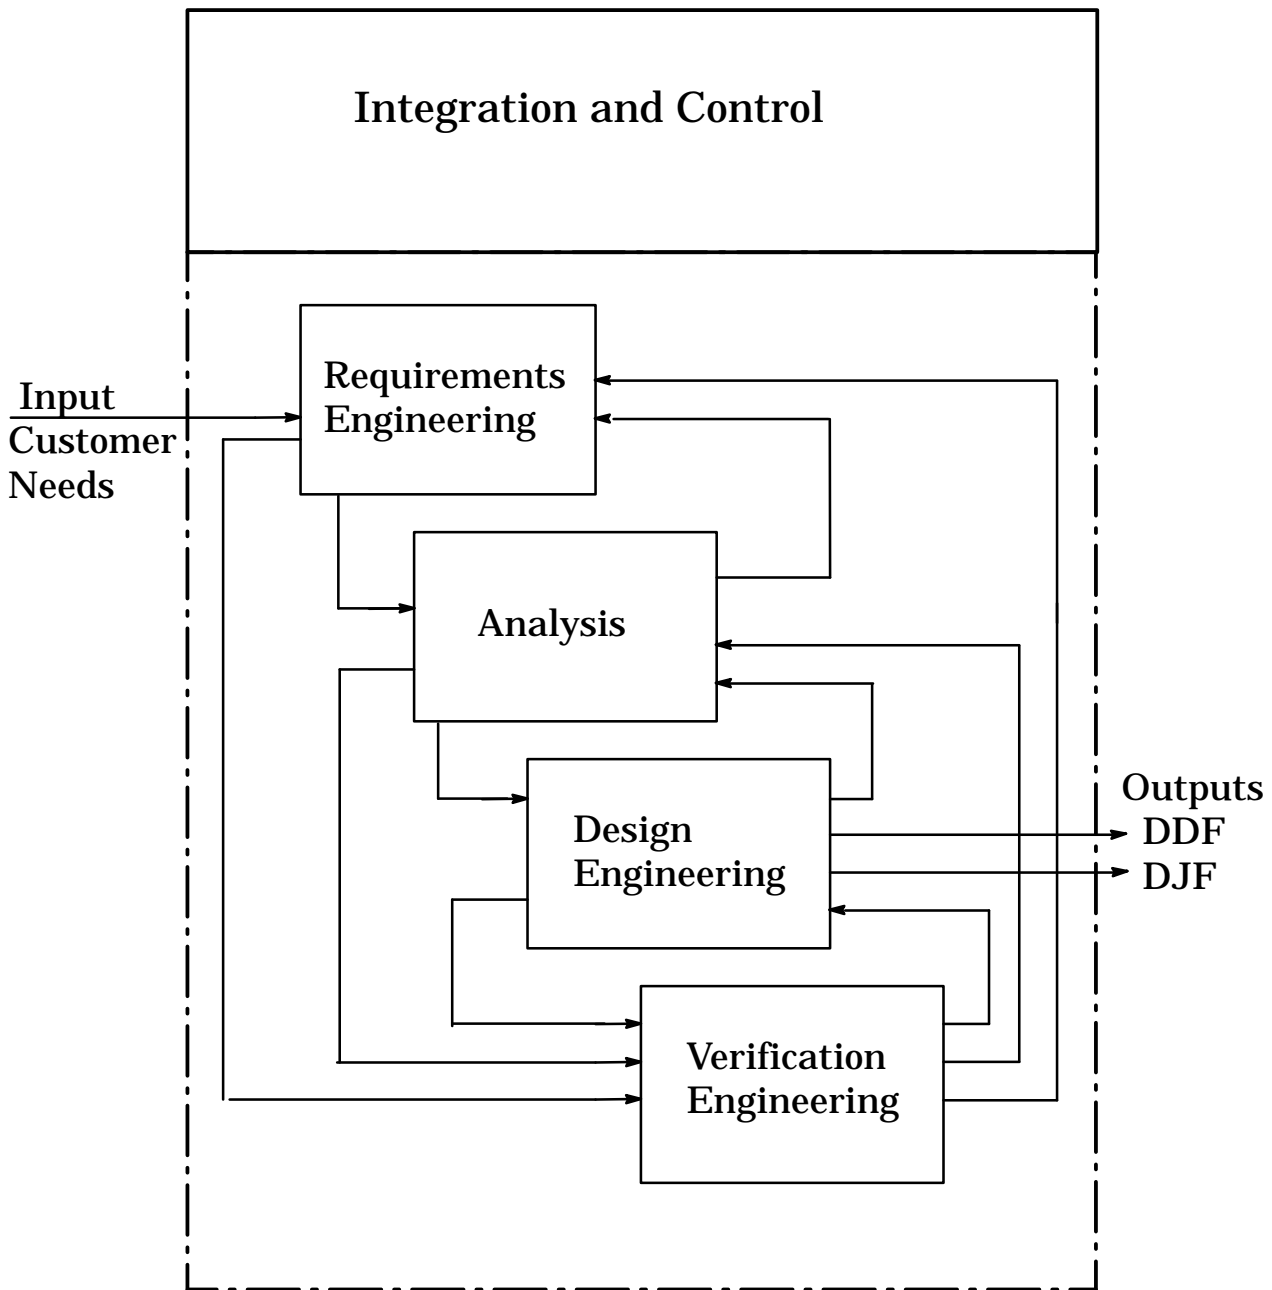 Integration and Control
Requirements
Engineering
Input
Customer
Needs
Analysis
Outputs
DDF
DJF
Design
Engineering
Verification
Engineering